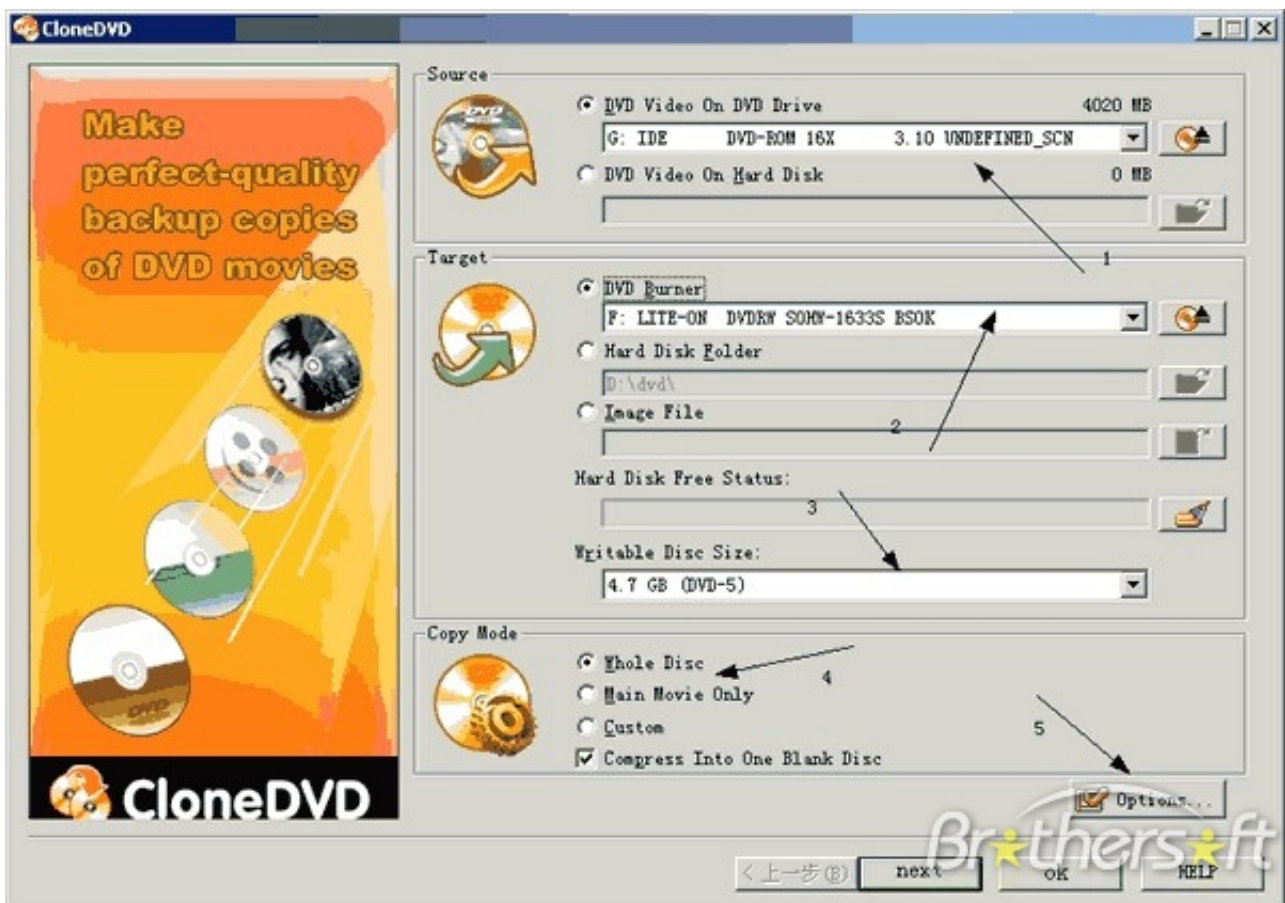 CloneDVD
Make
perfect-quality
backup copies
of DVD movies
CloneDVD
Source
DVD Video On DVD Drive 4020 MB
G: IDE DVD-ROM 16X 3.10 UNDEFINED_SCN
DVD Video On Hard Disk 0 MB
1
Target
DVD Burner
F: LITE-ON DVDRW SOHW-1633S BSOK
Hard Disk Folder
D:\dvd\
Image File
2
Hard Disk Free Status:
3
Writable Disc Size:
4.7 GB (DVD-5)
Copy Mode
Whole Disc
4
Main Movie Only
Custom
5
Compress Into One Blank Disc
Options...
Brothersoft
<上一步(B) next ok HELP